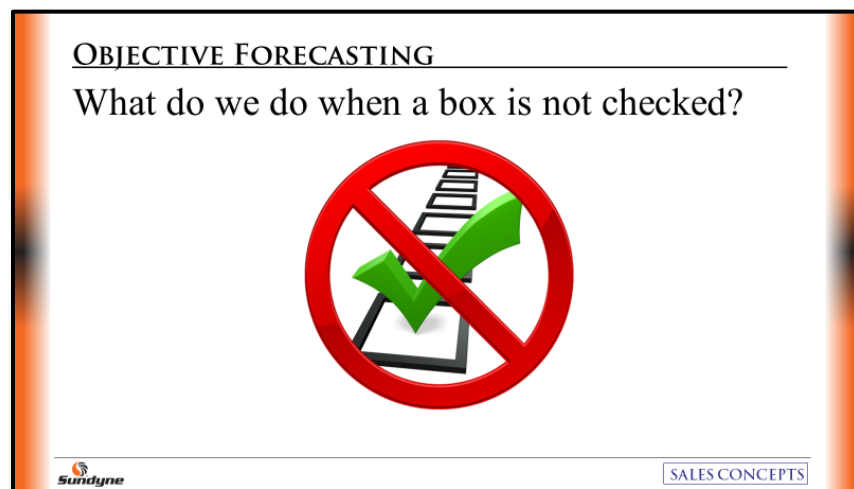 OBJECTIVE FORECASTING
What do we do when a box is not checked?
Sundyne
SALES CONCEPTS